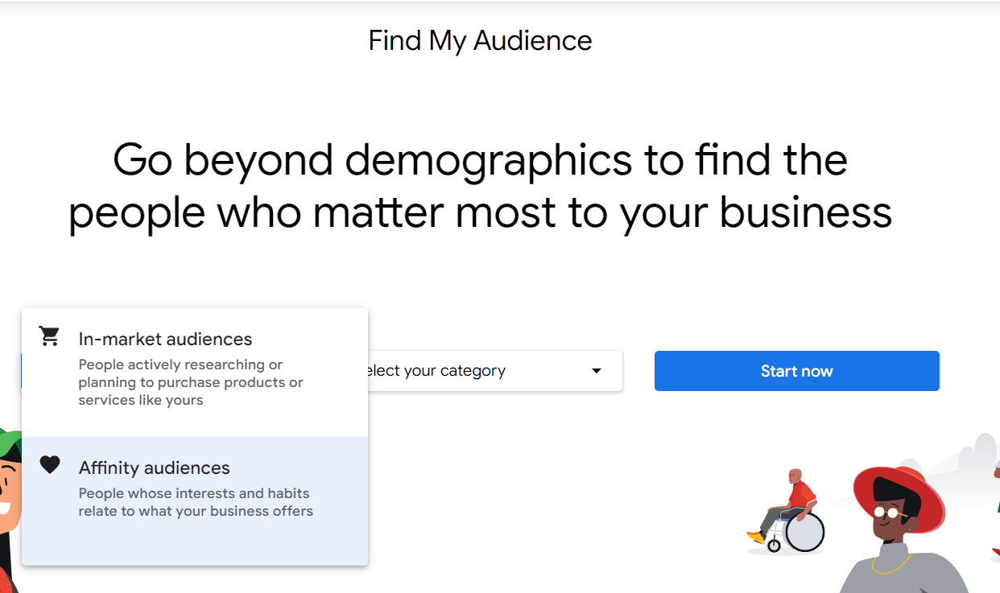 Find My Audience
Go beyond demographics to find the
people who matter most to your business
In-market audiences
People actively researching or
planning to purchase products or
services like yours
elect your category
Start now
Affinity audiences
People whose interests and habits
relate to what your business offers